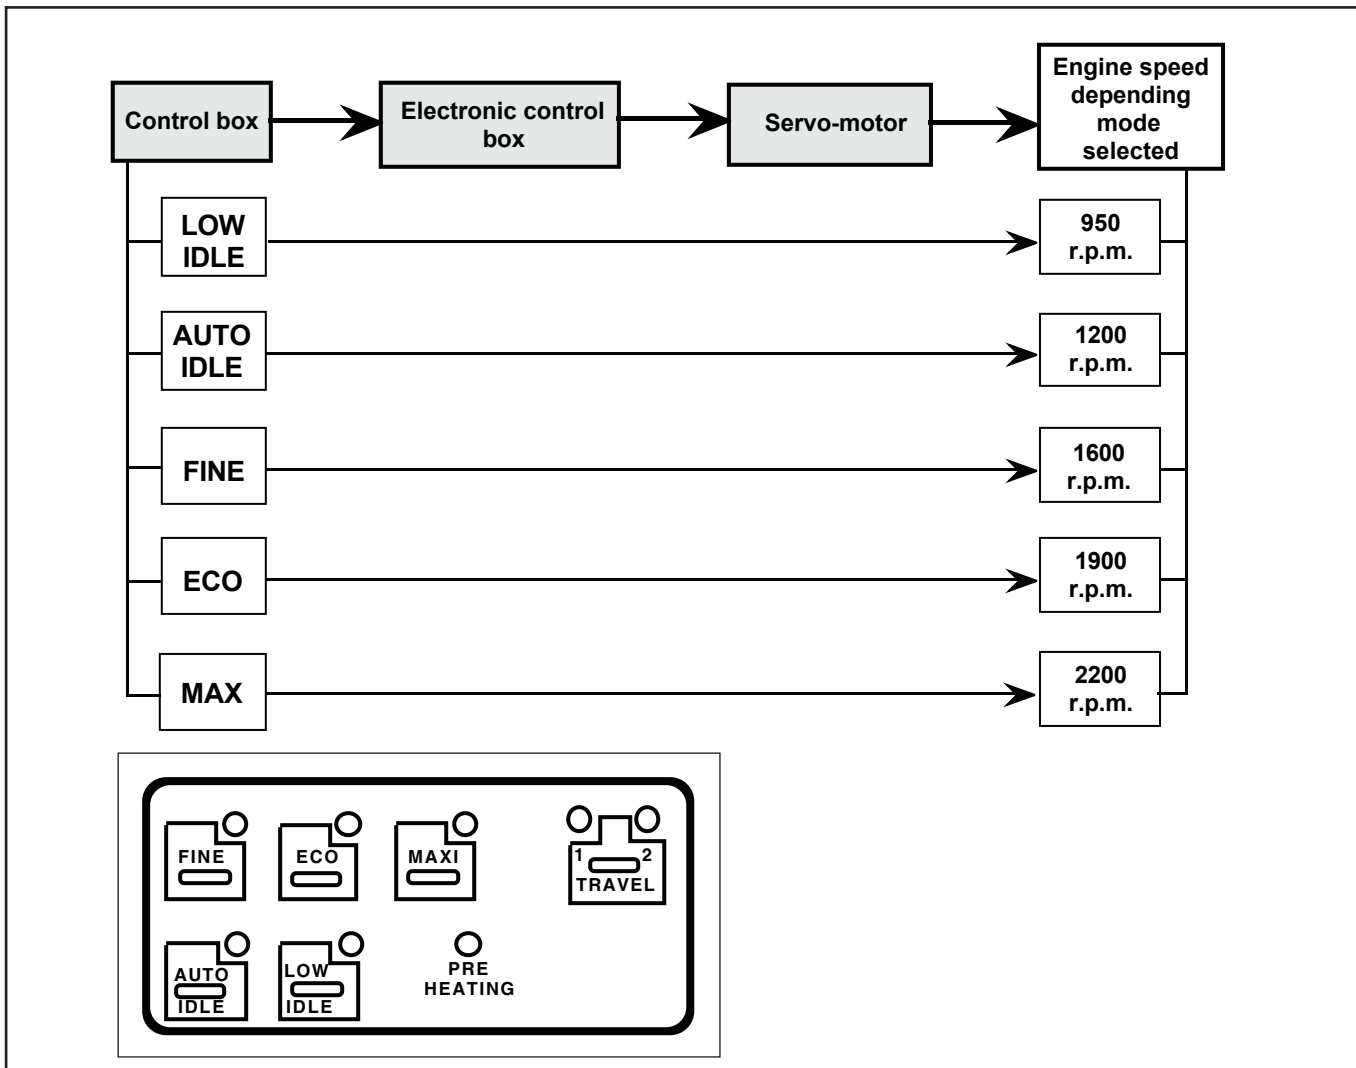 Control box
Electronic control
box
Servo-motor
Engine speed
depending
mode
selected
LOW
IDLE
950
r.p.m.
AUTO
IDLE
1200
r.p.m.
FINE
1600
r.p.m.
ECO
1900
r.p.m.
MAX
2200
r.p.m.
FINE
ECO
MAXI
1 2
TRAVEL
AUTO
IDLE
LOW
IDLE
PRE
HEATING